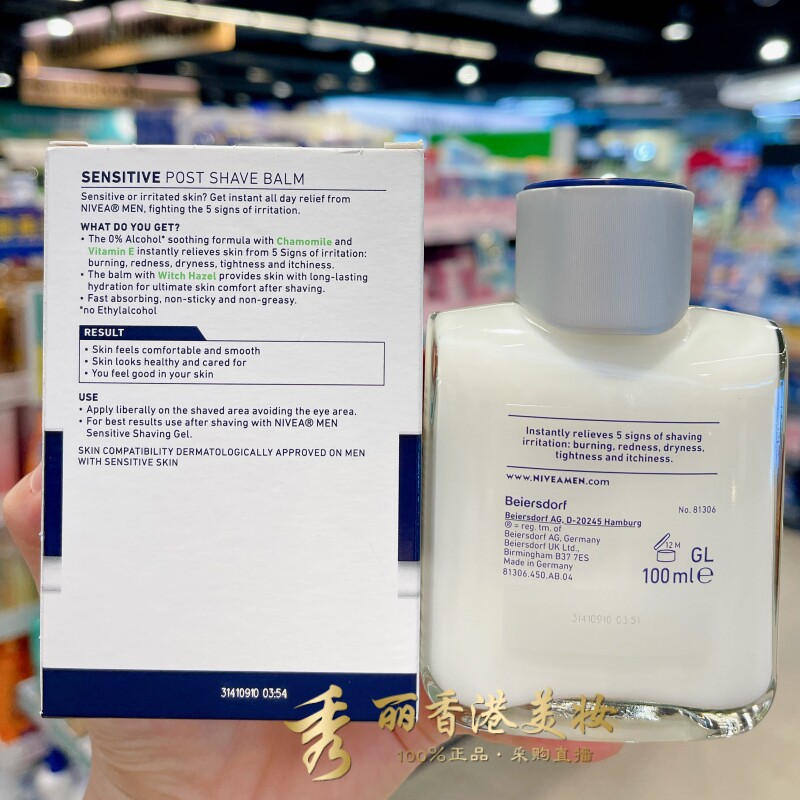 SENSITIVE POST SHAVE BALM
Sensitive or irritated skin? Get instant all day relief from
NIVEA® MEN, fighting the 5 signs of irritation.
WHAT DO YOU GET?
• The 0% Alcohol* soothing formula with Chamomile and
Vitamin E instantly relieves skin from 5 Signs of irritation:
burning, redness, dryness, tightness and itchiness.
• The balm with Witch Hazel provides skin with long-lasting
hydration for ultimate skin comfort after shaving.
• Fast absorbing, non-sticky and non-greasy.
*no Ethylalcohol
RESULT
• Skin feels comfortable and smooth
• Skin looks healthy and cared for
• You feel good in your skin
USE
• Apply liberally on the shaved area avoiding the eye area.
• For best results use after shaving with NIVEA® MEN
Sensitive Shaving Gel.
SKIN COMPATIBILITY DERMATOLOGICALLY APPROVED ON MEN
WITH SENSITIVE SKIN
31410910 03:54
Instantly relieves 5 signs of shaving
irritation: burning, redness, dryness,
tightness and itchiness.
www.NIVEAMEN.com
Beiersdorf
No. 81306
Beiersdorf AG, D-20245 Hamburg
® = reg. tm. of
Beiersdorf AG, Germany
Beiersdorf UK Ltd.,
Birmingham B37 7ES
Made in Germany
81306.450.AB.04
12 M
GL
100 ml e
31410910 03:51
秀丽香港美妆
100%正品·采购直播